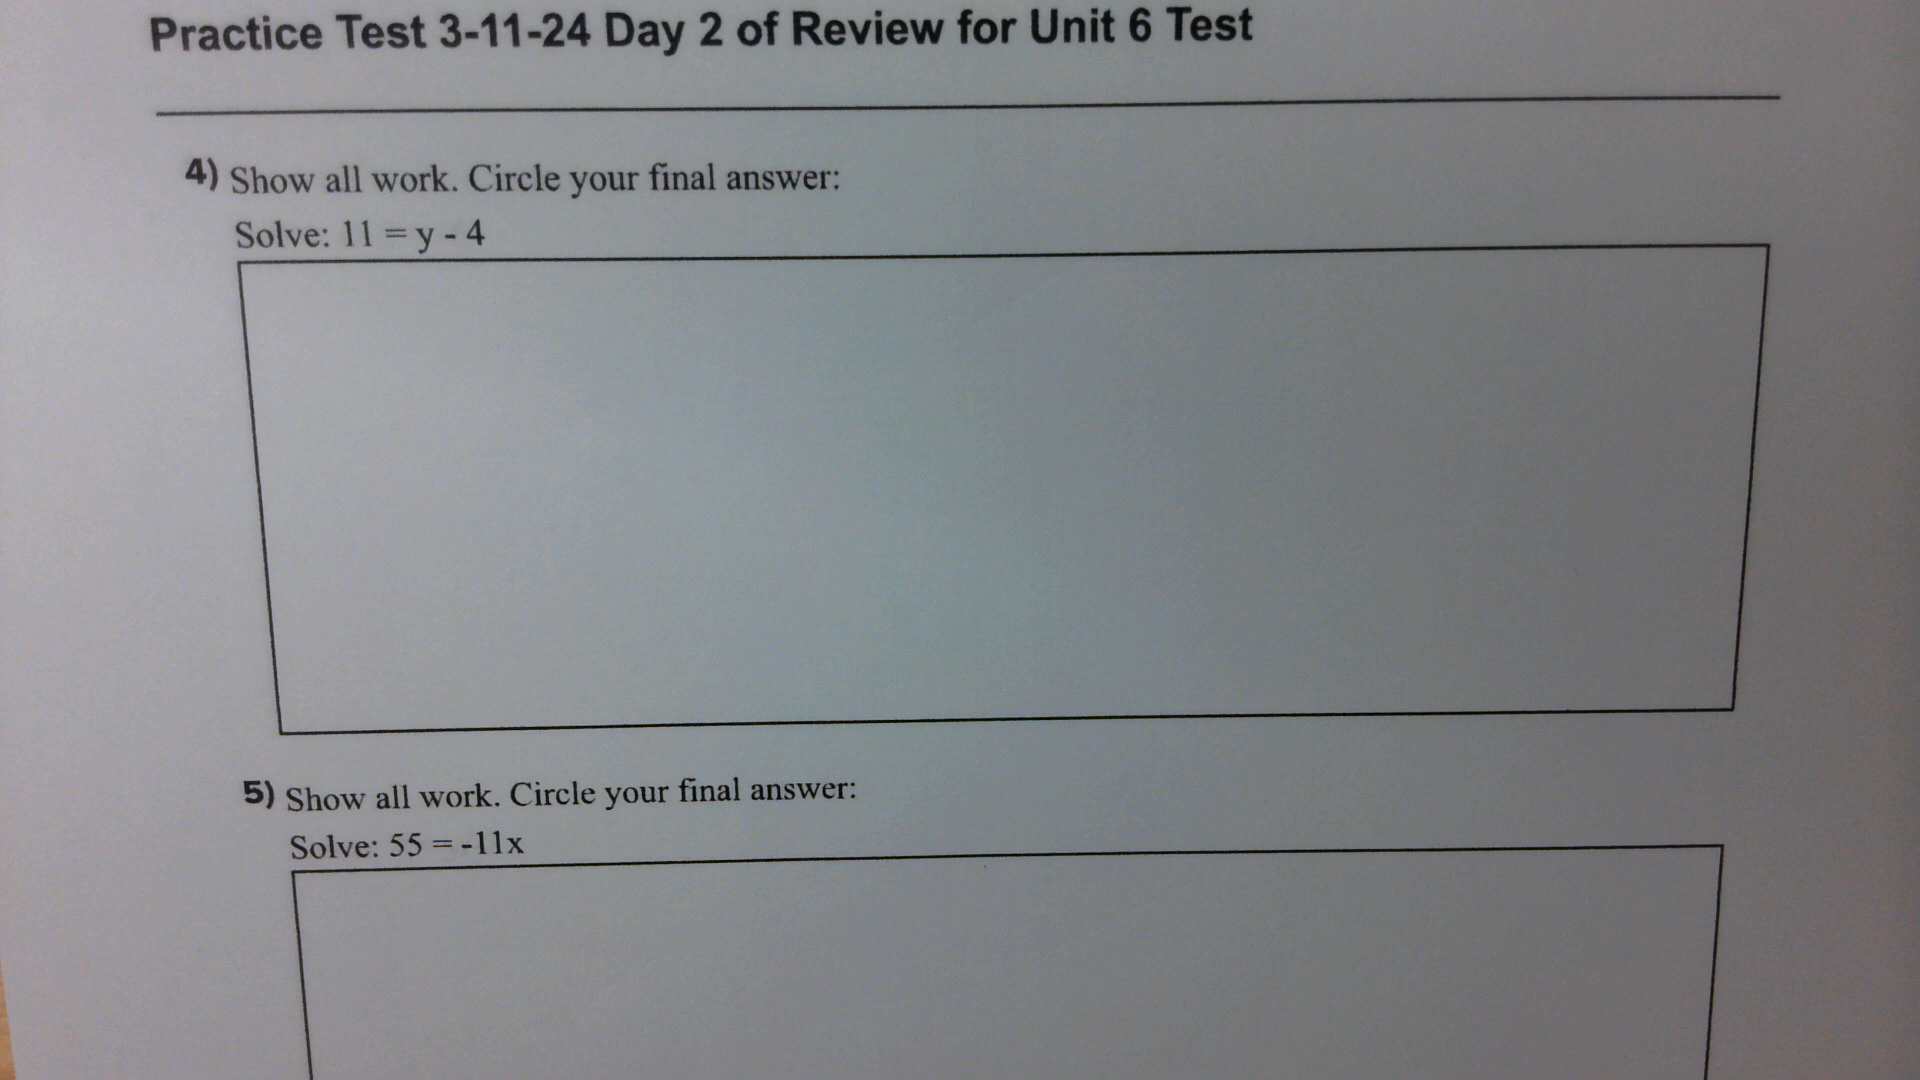 Practice Test 3-11-24 Day 2 of Review for Unit 6 Test
4) Show all work. Circle your final answer:
Solve: 11 = y - 4
5) Show all work. Circle your final answer:
Solve: 55 = -11x